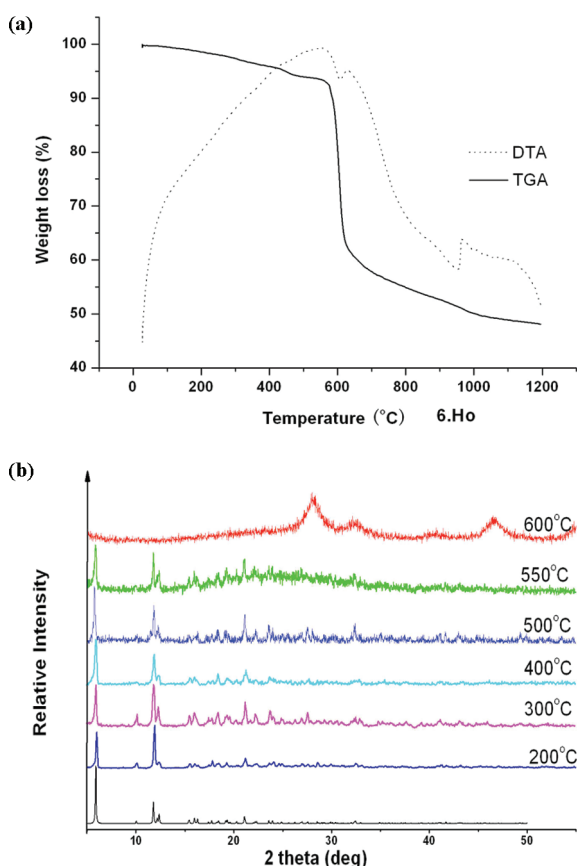 (a)
100
90
80
70
60
50
40
Weight loss (%)
DTA
TGA
0 200 400 600 800 1000 1200
Temperature (°C) 6.Ho
(b)
Relative Intensity
600°C
550°C
500°C
400°C
300°C
200°C
10 20 30 40 50
2 theta (deg)